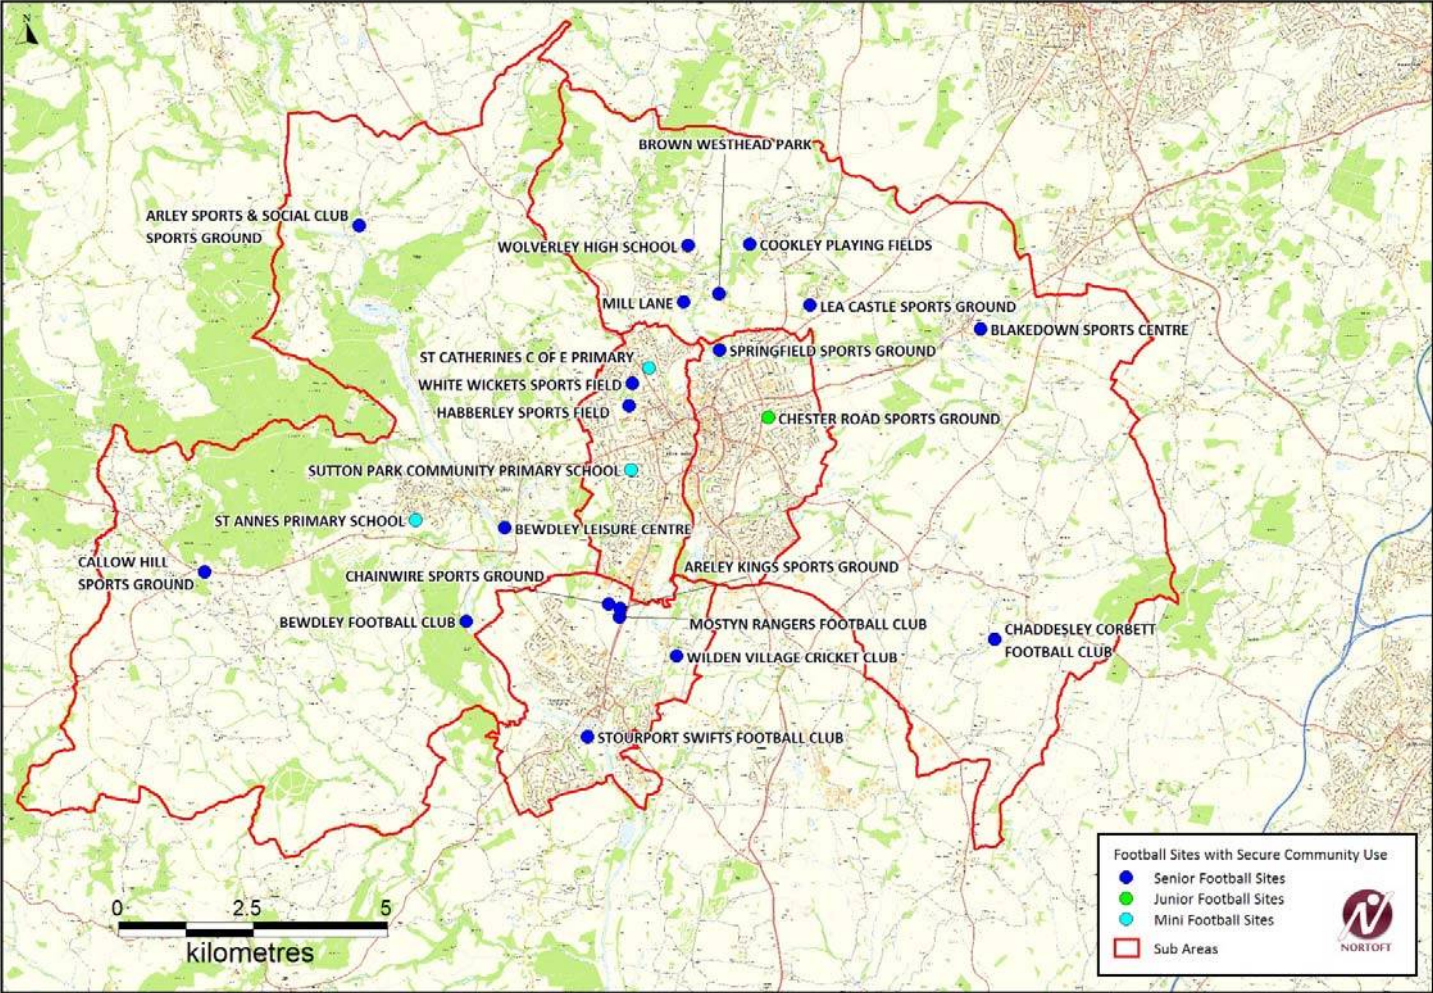 N
BROWN WESTHEAD PARK
ARLEY SPORTS & SOCIAL CLUB
SPORTS GROUND
WOLVERLEY HIGH SCHOOL
COOKLEY PLAYING FIELDS
MILL LANE
LEA CASTLE SPORTS GROUND
BLAKEDOWN SPORTS CENTRE
SPRINGFIELD SPORTS GROUND
ST CATHERINES C OF E PRIMARY
WHITE WICKETS SPORTS FIELD
HABBERLEY SPORTS FIELD
CHESTER ROAD SPORTS GROUND
SUTTON PARK COMMUNITY PRIMARY SCHOOL
ST ANNES PRIMARY SCHOOL
BEWDLEY LEISURE CENTRE
CALLOW HILL
SPORTS GROUND
CHAINWIRE SPORTS GROUND
ARELEY KINGS SPORTS GROUND
BEWDLEY FOOTBALL CLUB
MOSTYN RANGERS FOOTBALL CLUB
CHADDESLEY CORBETT
FOOTBALL CLUB
WILDEN VILLAGE CRICKET CLUB
STOURPORT SWIFTS FOOTBALL CLUB
0 2.5 5
kilometres
Football Sites with Secure Community Use
Senior Football Sites
Junior Football Sites
Mini Football Sites
Sub Areas
NORTOFT